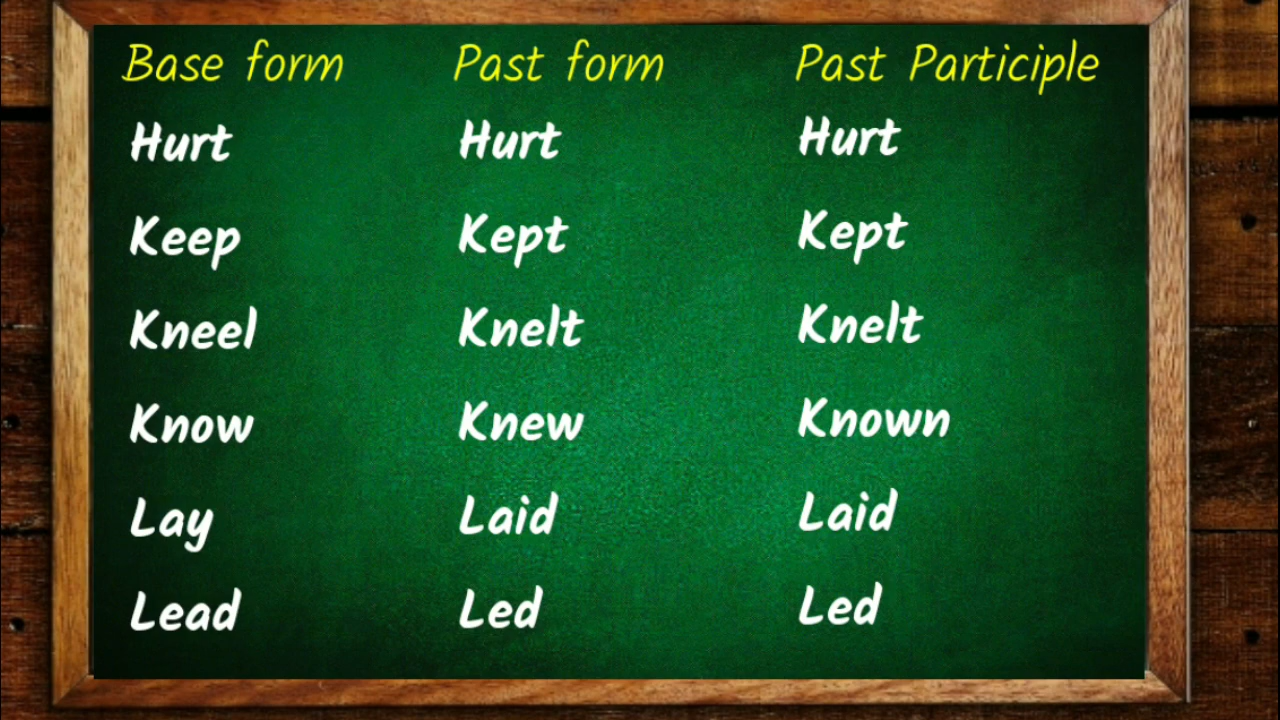 Base form Past form Past Participle
Hurt Hurt Hurt
Keep Kept Kept
Kneel Knelt Knelt
Know Knew Known
Lay Laid Laid
Lead Led Led